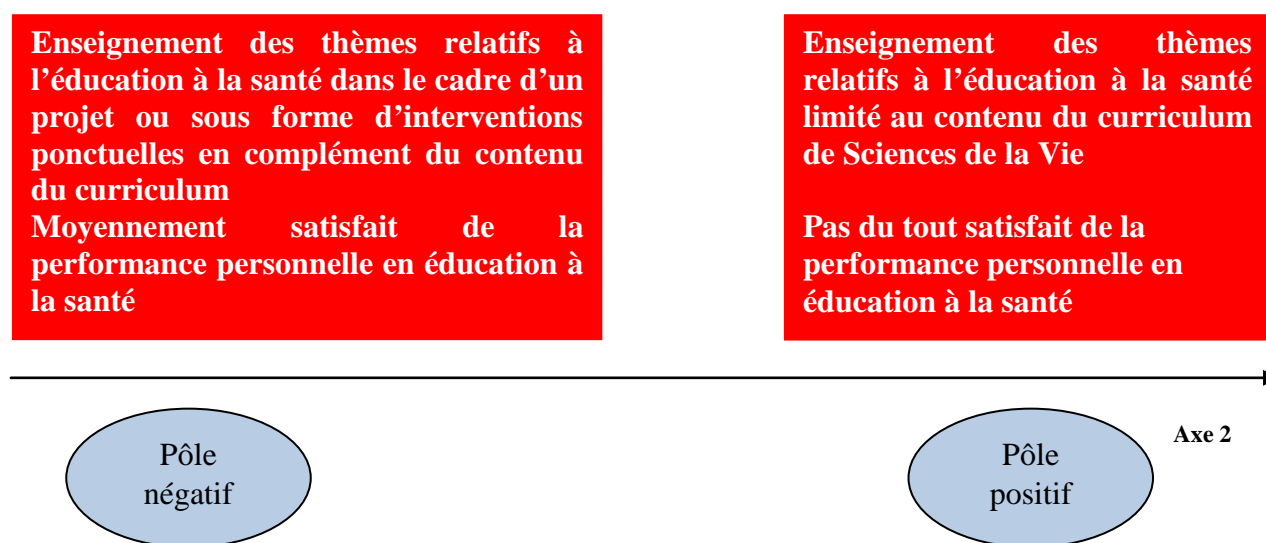 Enseignement des thèmes relatifs à
l’éducation à la santé dans le cadre d’un
projet ou sous forme d’interventions
ponctuelles en complément du contenu
du curriculum
Moyennement satisfait de la
performance personnelle en éducation à
la santé
Enseignement des thèmes
relatifs à l’éducation à la santé
limité au contenu du curriculum
de Sciences de la Vie
Pas du tout satisfait de la
performance personnelle en
éducation à la santé
Axe 2
Pôle
négatif
Pôle
positif